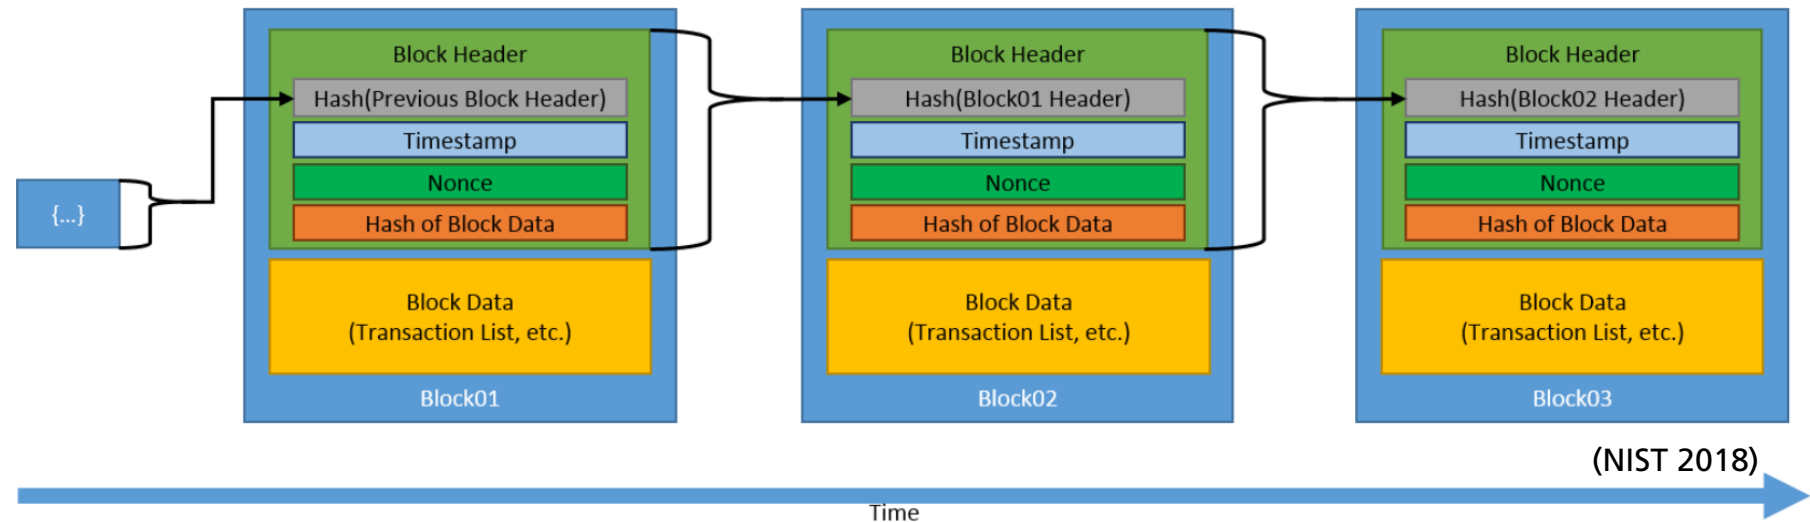 {...}
Block Header
Hash(Previous Block Header)
Timestamp
Nonce
Hash of Block Data
Block Data
(Transaction List, etc.)
Block01
Block Header
Hash(Block01 Header)
Timestamp
Nonce
Hash of Block Data
Block Data
(Transaction List, etc.)
Block02
Block Header
Hash(Block02 Header)
Timestamp
Nonce
Hash of Block Data
Block Data
(Transaction List, etc.)
Block03
(NIST 2018)
Time